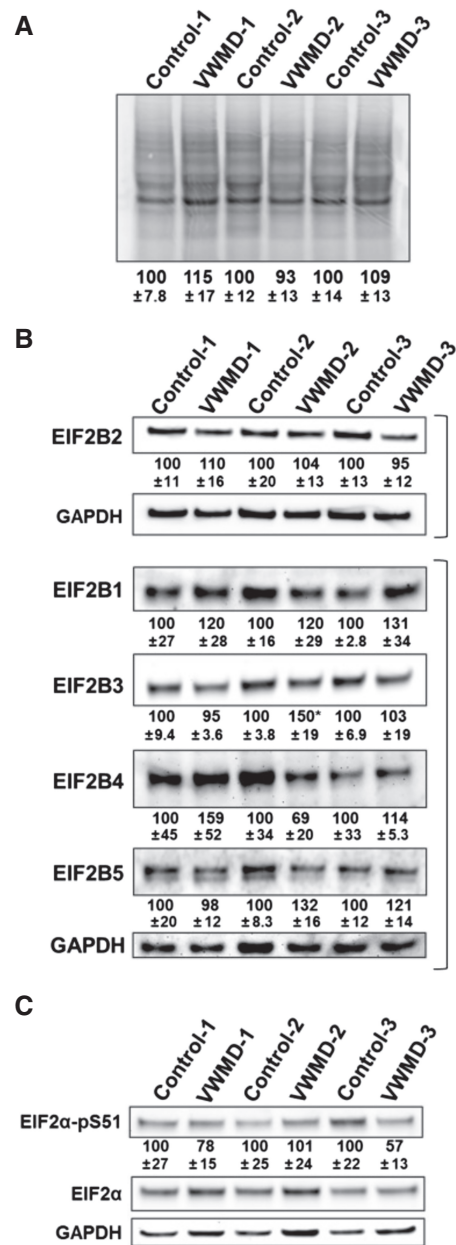 A
Control-1 VWMD-1 Control-2 VWMD-2 Control-3 VWMD-3
100 115 100 93 100 109
±7.8 ±17 ±12 ±13 ±14 ±13
B
Control-1 VWMD-1 Control-2 VWMD-2 Control-3 VWMD-3
EIF2B2
100 110 100 104 100 95
±11 ±16 ±20 ±13 ±13 ±12
GAPDH
EIF2B1
100 120 100 120 100 131
±27 ±28 ±16 ±29 ±2.8 ±34
EIF2B3
100 95 100 150* 100 103
±9.4 ±3.6 ±3.8 ±19 ±6.9 ±19
EIF2B4
100 159 100 69 100 114
±45 ±52 ±34 ±20 ±33 ±5.3
EIF2B5
100 98 100 132 100 121
±20 ±12 ±8.3 ±16 ±12 ±14
GAPDH
C
Control-1 VWMD-1 Control-2 VWMD-2 Control-3 VWMD-3
EIF2α-pS51
100 78 100 101 100 57
±27 ±15 ±25 ±24 ±22 ±13
EIF2α
GAPDH